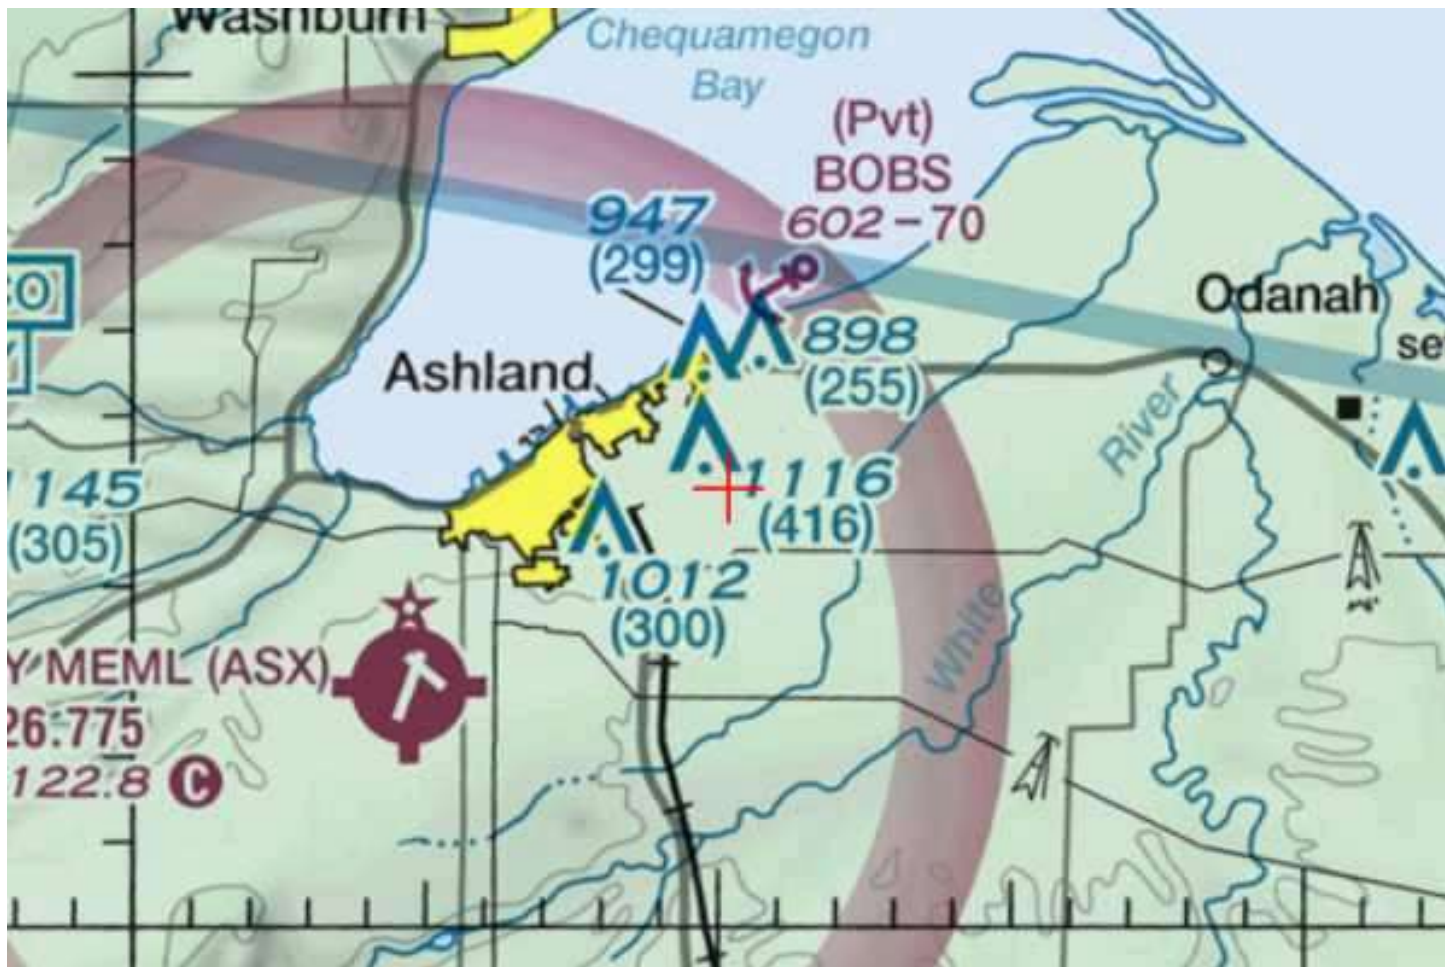 Washburn
Chequamegon
Bay
(Pvt)
BOBS
602-70
947
(299)
Odanah
898
(255)
Ashland
River
1116
(416)
145
(305)
1012
(300)
White
Y MEML (ASX)
26.775
122.8 C